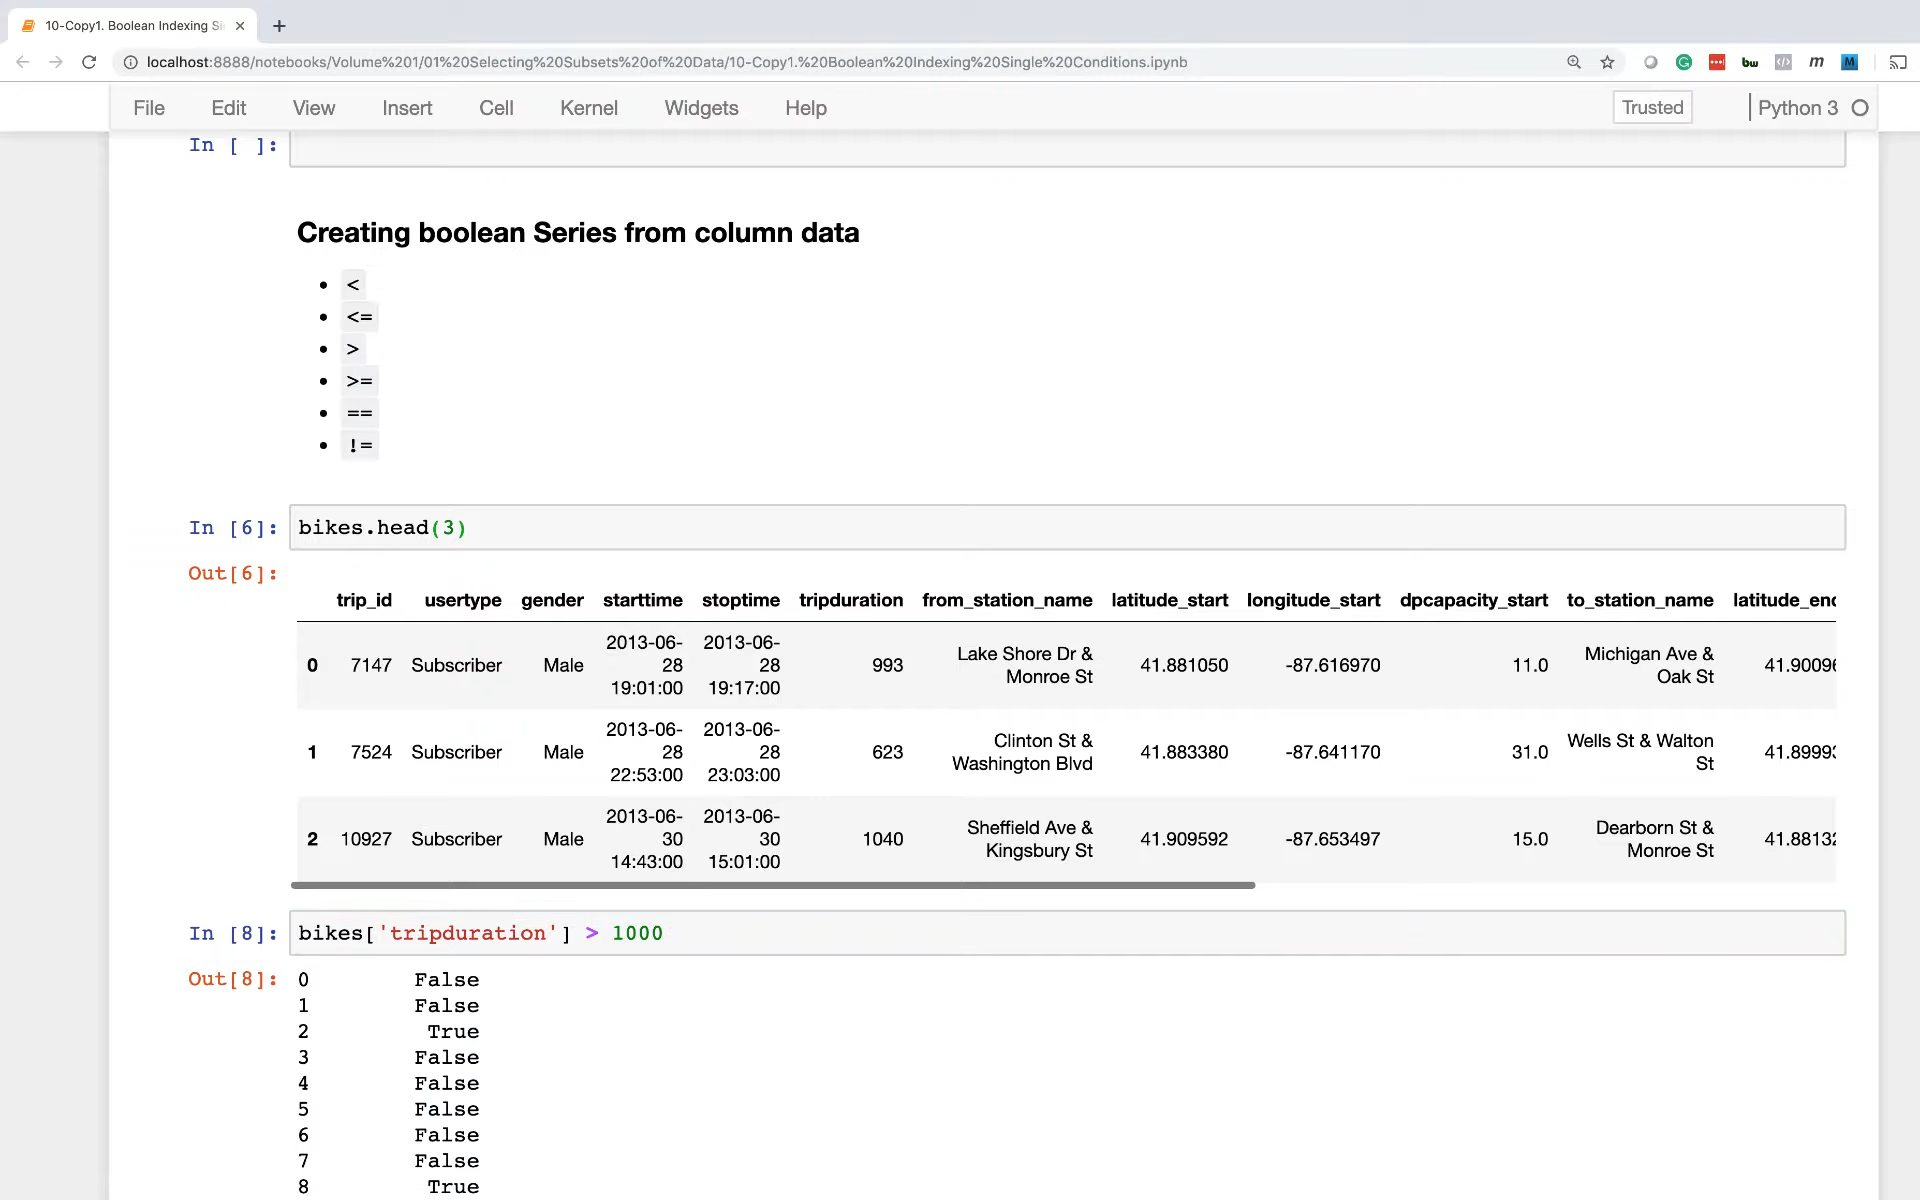 10-Copy1. Boolean Indexing Si
localhost:8888/notebooks/Volume%201/01%20Selecting%20Subsets%20of%20Data/10-Copy1.%20Boolean%20Indexing%20Single%20Conditions.ipynb
bw
m
M
File Edit View Insert Cell Kernel Widgets Help Trusted Python 3
In [ ]:
Creating boolean Series from column data
• <
• <=
• >
• >=
• ==
• !=
In [6]: bikes.head(3)
Out[6]:
trip_id usertype gender starttime stoptime tripduration from_station_name latitude_start longitude_start dpcapacity_start to_station_name latitude_end
2013-06- 2013-06-
0 7147 Subscriber Male 28 28 993 Lake Shore Dr & Monroe St 41.881050 -87.616970 11.0 Michigan Ave & Oak St 41.90096
19:01:00 19:17:00
2013-06- 2013-06-
1 7524 Subscriber Male 28 28 623 Clinton St & Washington Blvd 41.883380 -87.641170 31.0 Wells St & Walton St 41.8999
22:53:00 23:03:00
2013-06- 2013-06-
2 10927 Subscriber Male 30 30 1040 Sheffield Ave & Kingsbury St 41.909592 -87.653497 15.0 Dearborn St & Monroe St 41.8813
14:43:00 15:01:00
In [8]: bikes['tripduration'] > 1000
Out[8]: 0 False
1 False
2 True
3 False
4 False
5 False
6 False
7 False
8 True